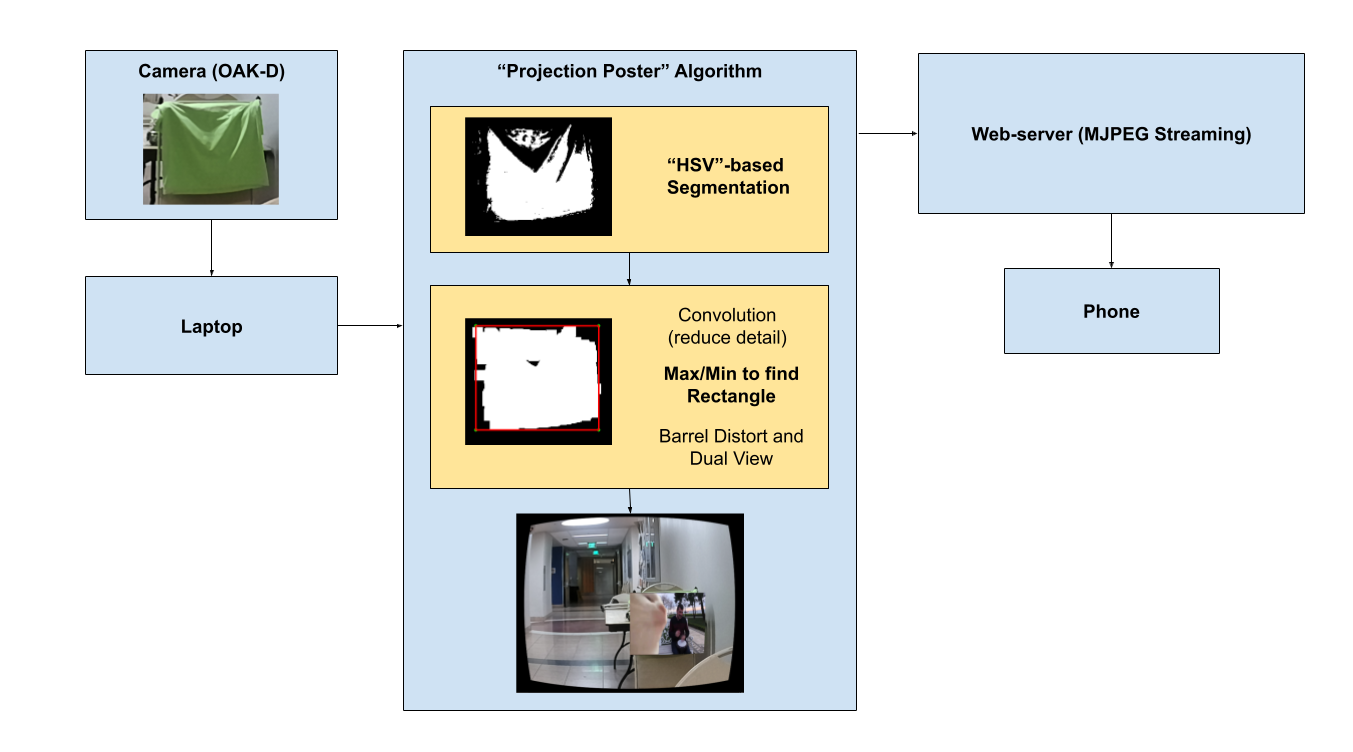 Camera (OAK-D)
Laptop
“Projection Poster” Algorithm
“HSV”-based
Segmentation
Convolution
(reduce detail)
Max/Min to find
Rectangle
Barrel Distort and
Dual View
Web-server (MJPEG Streaming)
Phone